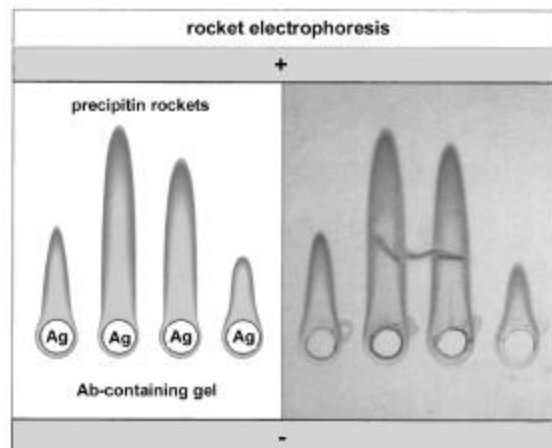 rocket electrophoresis
+
precipitin rockets
Ag Ag Ag Ag
Ab-containing gel
-